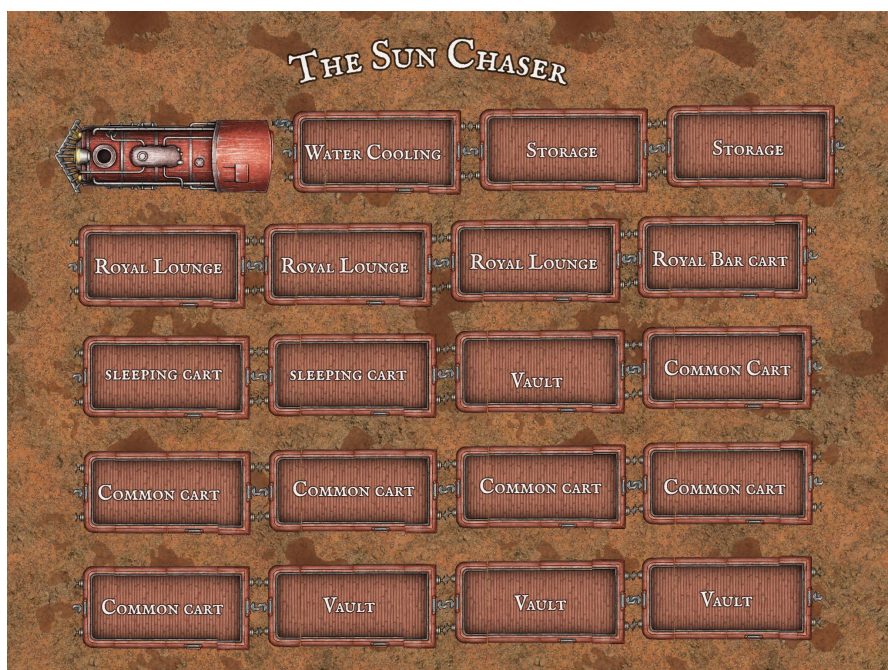 The Sun Chaser
Water Cooling
Storage
Storage
Royal Lounge
Royal Lounge
Royal Lounge
Royal Bar cart
sleeping cart
sleeping cart
Vault
Common Cart
Common cart
Common cart
Common cart
Common cart
Common cart
Vault
Vault
Vault